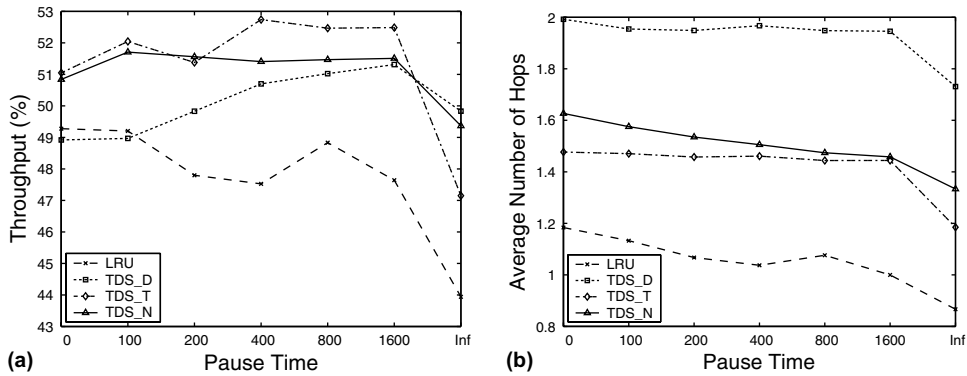 53
52
51
50
49
48
47
46
45
44
43
Throughput (%)
LRU
TDS_D
TDS_T
TDS_N
0 100 200 400 800 1600 Inf
Pause Time
(a)
2
1.8
1.6
1.4
1.2
1
0.8
Average Number of Hops
LRU
TDS_D
TDS_T
TDS_N
0 100 200 400 800 1600 Inf
Pause Time
(b)